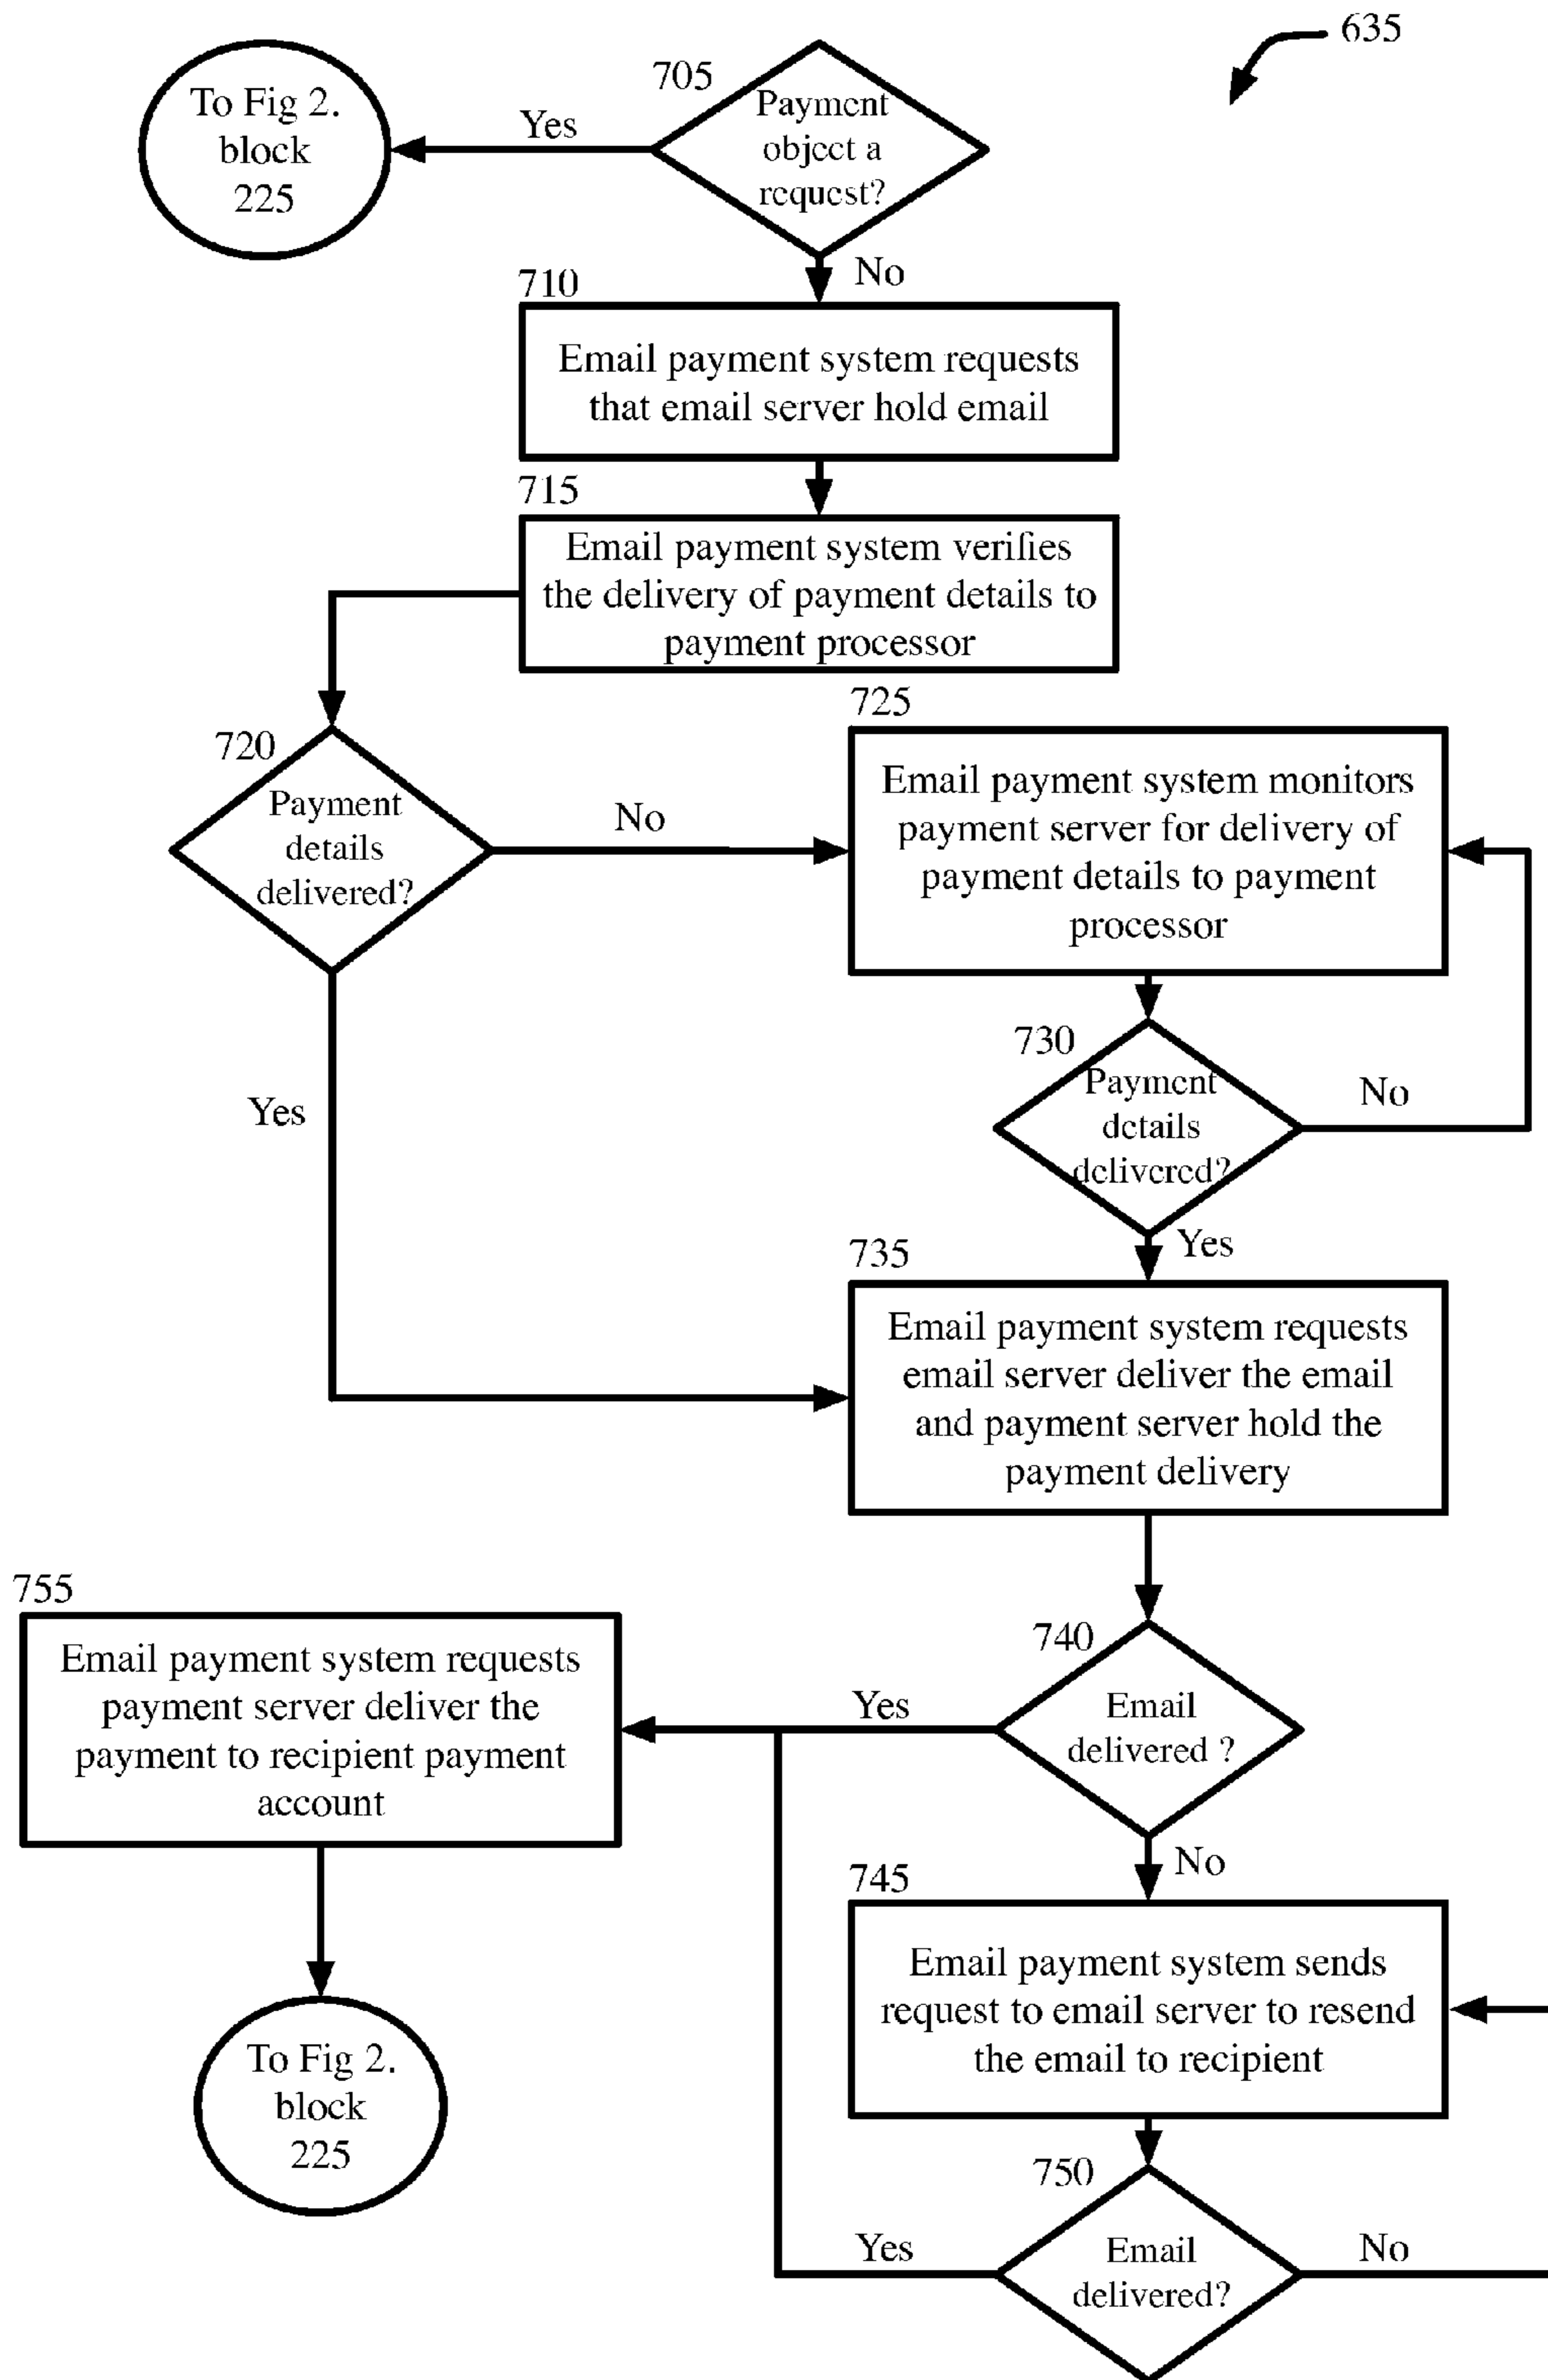 635
705
Payment
object a
request?
Yes
To Fig 2.
block
225
No
710
Email payment system requests
that email server hold email
715
Email payment system verifies
the delivery of payment details to
payment processor
720
Payment
details
delivered?
No
725
Email payment system monitors
payment server for delivery of
payment details to payment
processor
730
Payment
details
delivered?
No
Yes
Yes
735
Email payment system requests
email server deliver the email
and payment server hold the
payment delivery
740
Email
delivered ?
Yes
755
Email payment system requests
payment server deliver the
payment to recipient payment
account
No
745
Email payment system sends
request to email server to resend
the email to recipient
To Fig 2.
block
225
750
Email
delivered?
Yes
No